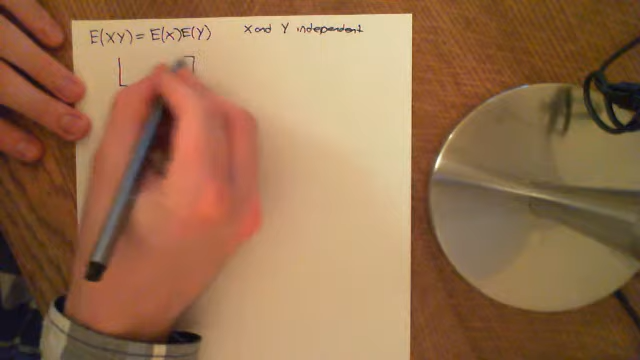 E(XY) = E(X)E(Y) X and Y independent